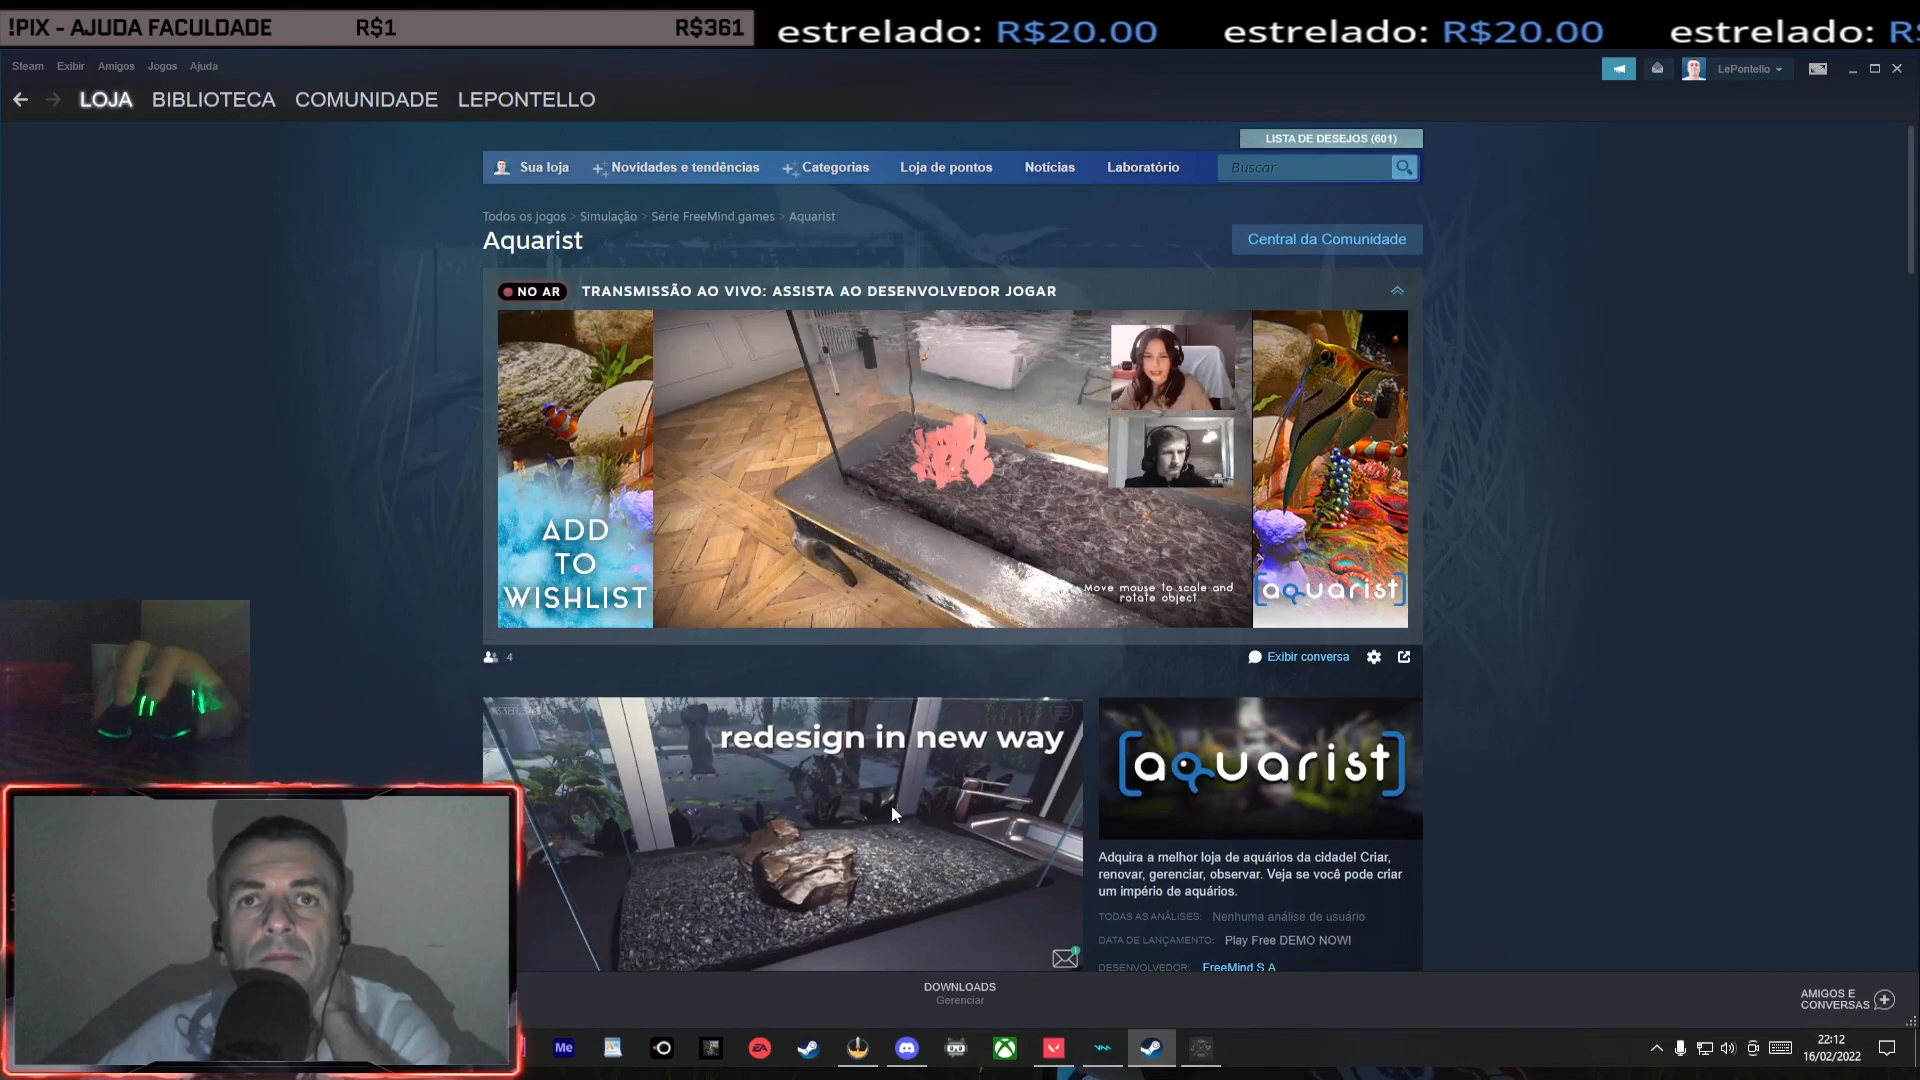 !PIX - AJUDA FACULDADE R$1 R$361
estrelado: R$20.00 estrelado: R$20.00 estrelado: R$
Steam Exibir Amigos Jogos Ajuda
LePontello
LOJA BIBLIOTECA COMUNIDADE LEPONTELLO
LISTA DE DESEJOS (601)
Sua loja Novidades e tendências Categorias Loja de pontos Notícias Laboratório Buscar
Todos os jogos > Simulação > Série FreeMind.games > Aquarist
Aquarist
Central da Comunidade
NO AR TRANSMISSÃO AO VIVO: ASSISTA AO DESENVOLVEDOR JOGAR
ADD
TO
WISHLIST
Move mouse to scale and
rotate object
[aquarist]
4
Exibir conversa
redesign in new way
[aquarist]
Adquira a melhor loja de aquários da cidade! Criar,
renovar, gerenciar, observar. Veja se você pode criar
um império de aquários.
TODAS AS ANÁLISES: Nenhuma análise de usuário
DATA DE LANÇAMENTO: Play Free DEMO NOW!
DESENVOLVEDOR: FreeMind S.A
DOWNLOADS
Gerenciar
AMIGOS E
CONVERSAS
Me
EA
22:12
16/02/2022